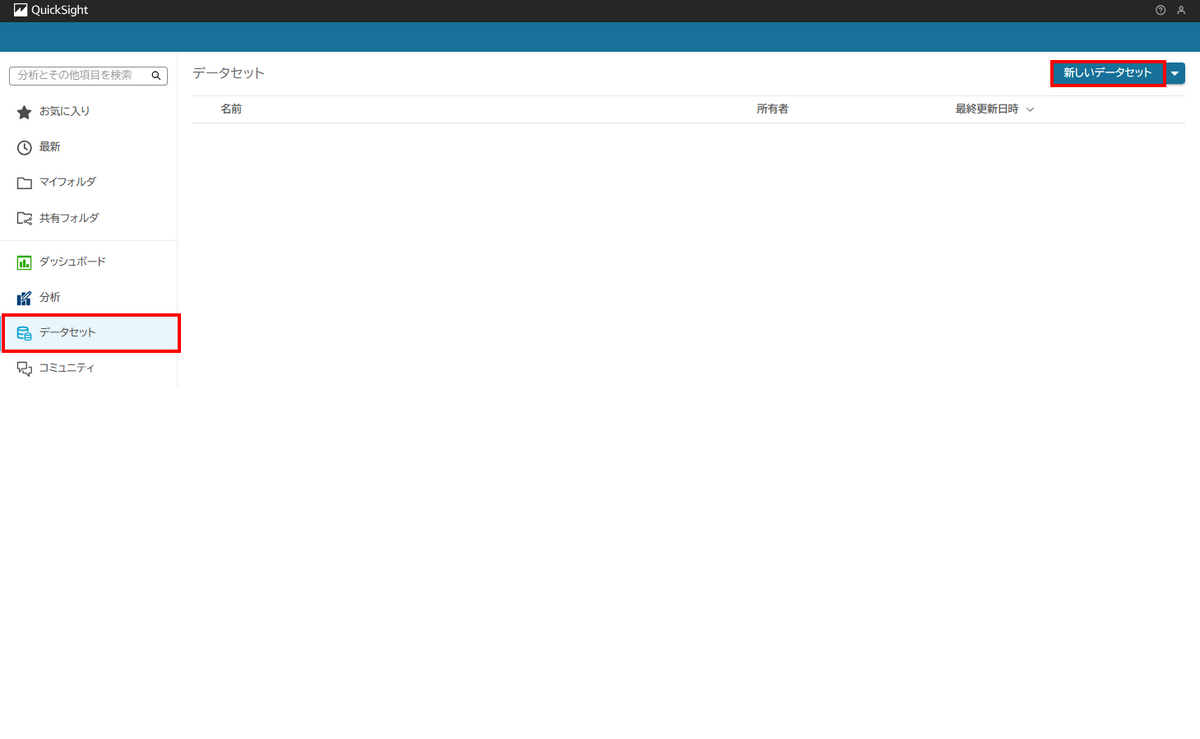 QuickSight
分析とその他項目を検索
お気に入り
最新
マイフォルダ
共有フォルダ
ダッシュボード
分析
データセット
コミュニティ
データセット
新しいデータセット
名前 所有者 最終更新日時